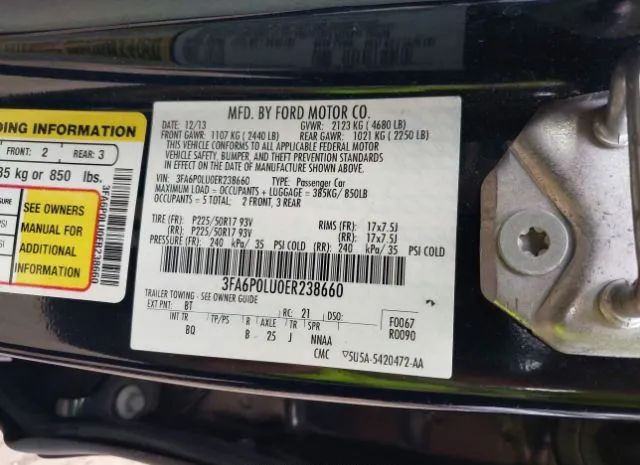 MFD. BY FORD MOTOR CO.
DATE: 12/13 GVWR: 2123 KG ( 4680 LB)
FRONT GAWR: 1107 KG ( 2440 LB) REAR GAWR: 1021 KG ( 2250 LB)
THIS VEHICLE CONFORMS TO ALL APPLICABLE FEDERAL MOTOR
VEHICLE SAFETY, BUMPER, AND THEFT PREVENTION STANDARDS
IN EFFECT ON THE DATE OF MANUFACTURE SHOWN ABOVE.
VIN: 3FA6P0LU0ER238660 TYPE: Passenger Car
MAXIMUM LOAD = OCCUPANTS + LUGGAGE = 385KG/ 850LB
OCCUPANTS = 5 TOTAL: 2 FRONT, 3 REAR
TIRE (FR): P225/50R17 93V RIMS (FR): 17x7.5J
(RR): P225/50R17 93V (RR): 17x7.5J
PRESSURE (FR): 240 kPa/ 35 PSI COLD (RR): 240 kPa/ 35 PSI COLD
3FA6P0LU0ER238660
TRAILER TOWING - SEE OWNER GUIDE
EXT PNT: BT RC: 21 DSO: F0067
R0090
INT TR TP/PS R AXLE TR SPR
BQ B 25 J NNAA
CMC 5U5A-5420472-AA
DING INFORMATION
FRONT: 2 REAR: 3
85 kg or 850 lbs.
SURE
SEE OWNERS
MANUAL FOR
ADDITIONAL
INFORMATION
PSI
PSI
3FA6P0LU0ER238660